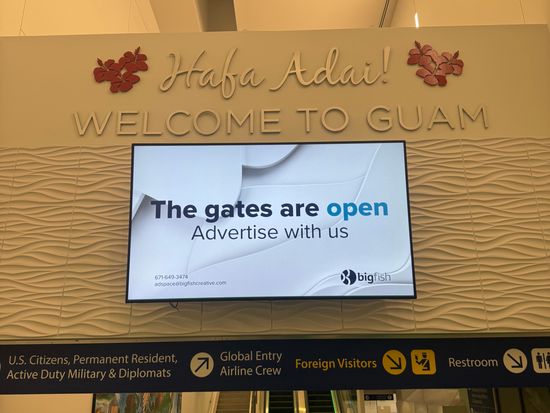 Hafa Adai!
WELCOME TO GUAM
The gates are open
Advertise with us
671-649-3474
adspace@bigfishcreative.com
bigfish
U.S. Citizens, Permanent Resident,
Active Duty Military & Diplomats
Global Entry
Airline Crew
Foreign Visitors
Restroom